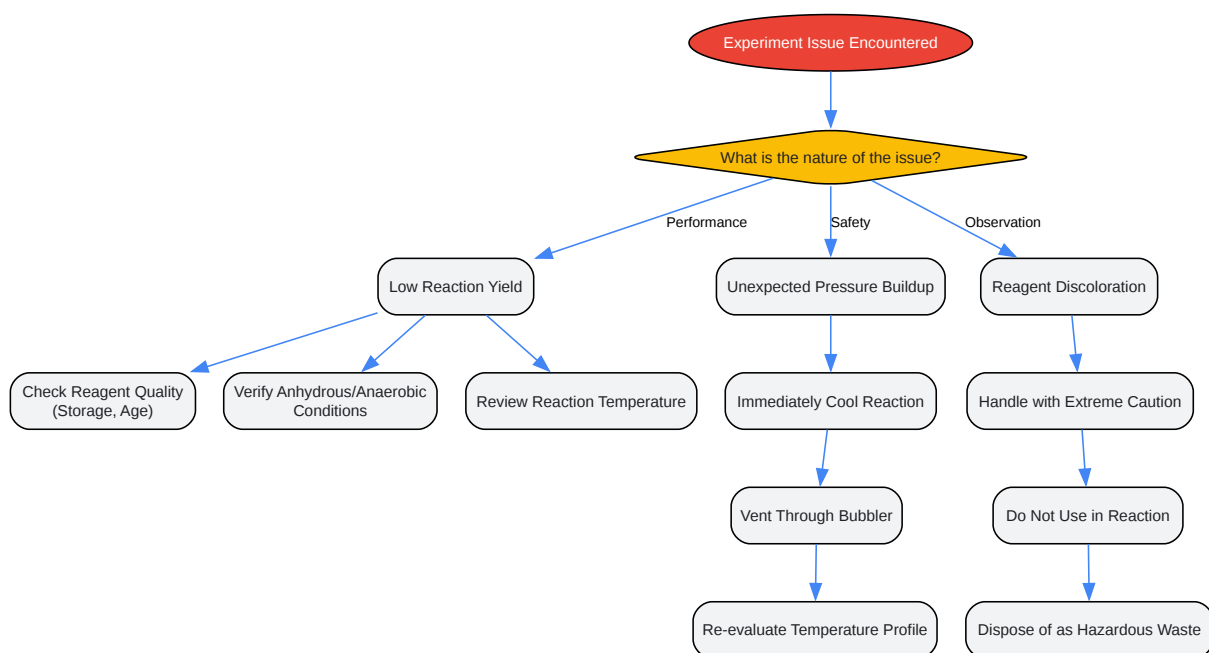 Experiment Issue Encountered
What is the nature of the issue?
Performance
Safety
Observation
Low Reaction Yield
Unexpected Pressure Buildup
Reagent Discoloration
Check Reagent Quality
(Storage, Age)
Verify Anhydrous/Anaerobic
Conditions
Review Reaction Temperature
Immediately Cool Reaction
Handle with Extreme Caution
Vent Through Bubbler
Do Not Use in Reaction
Re-evaluate Temperature Profile
Dispose of as Hazardous Waste